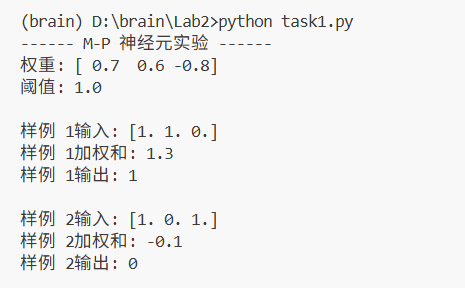 (brain) D:\brain\Lab2>python task1.py
------ M-P 神经元实验 ------
权重: [ 0.7  0.6 -0.8]
阈值: 1.0
样例 1输入: [1. 1. 0.]
样例 1加权和: 1.3
样例 1输出: 1
样例 2输入: [1. 0. 1.]
样例 2加权和: -0.1
样例 2输出: 0